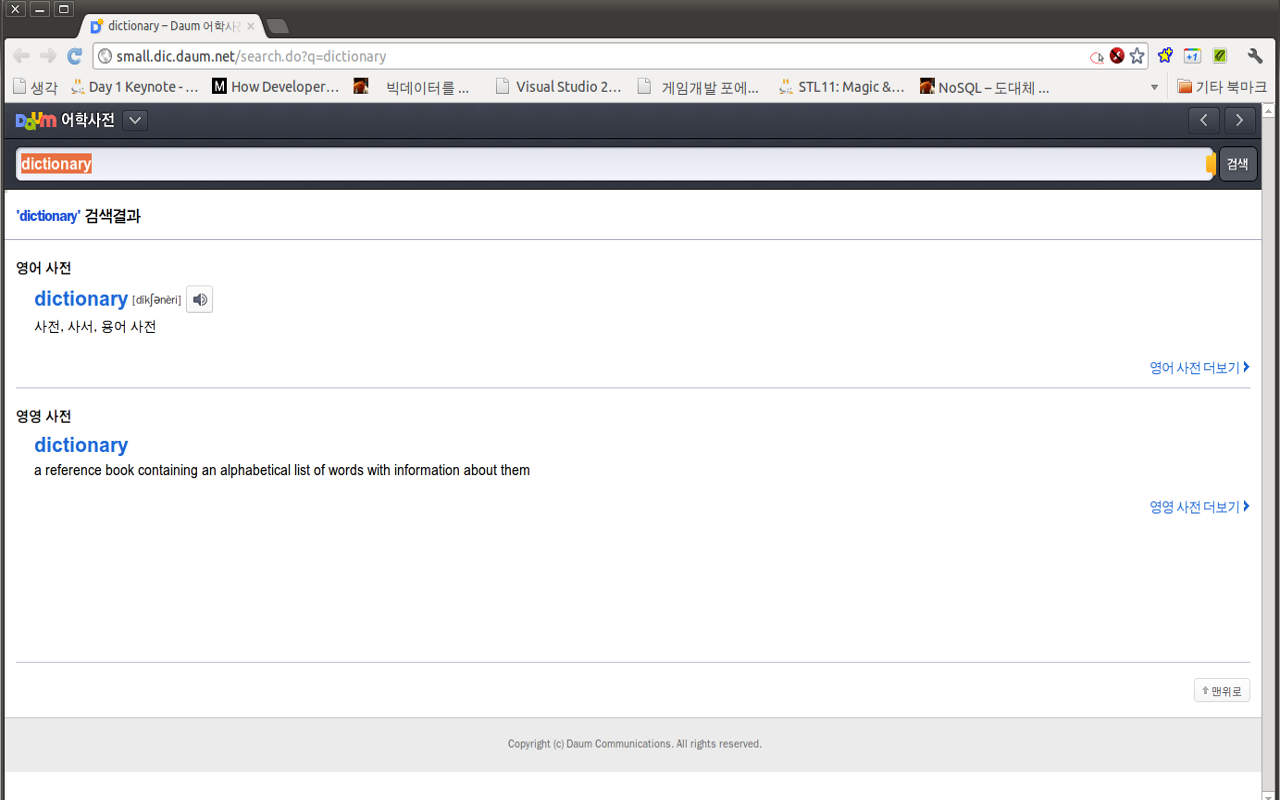 dictionary – Daum 어학사
small.dic.daum.net/search.do?q=dictionary
생각 Day 1 Keynote - ... How Developer... 빅데이터를 ... Visual Studio 2... 게임개발 포에... STL11: Magic &... NoSQL – 도대체 ... 기타 북마크
Daum 어학사전
dictionary 검색
'dictionary' 검색결과
영어 사전
dictionary [díkʃənèri]
사전, 사서, 용어 사전
영어 사전 더보기
영영 사전
dictionary
a reference book containing an alphabetical list of words with information about them
영영 사전 더보기
맨위로
Copyright (c) Daum Communications. All rights reserved.